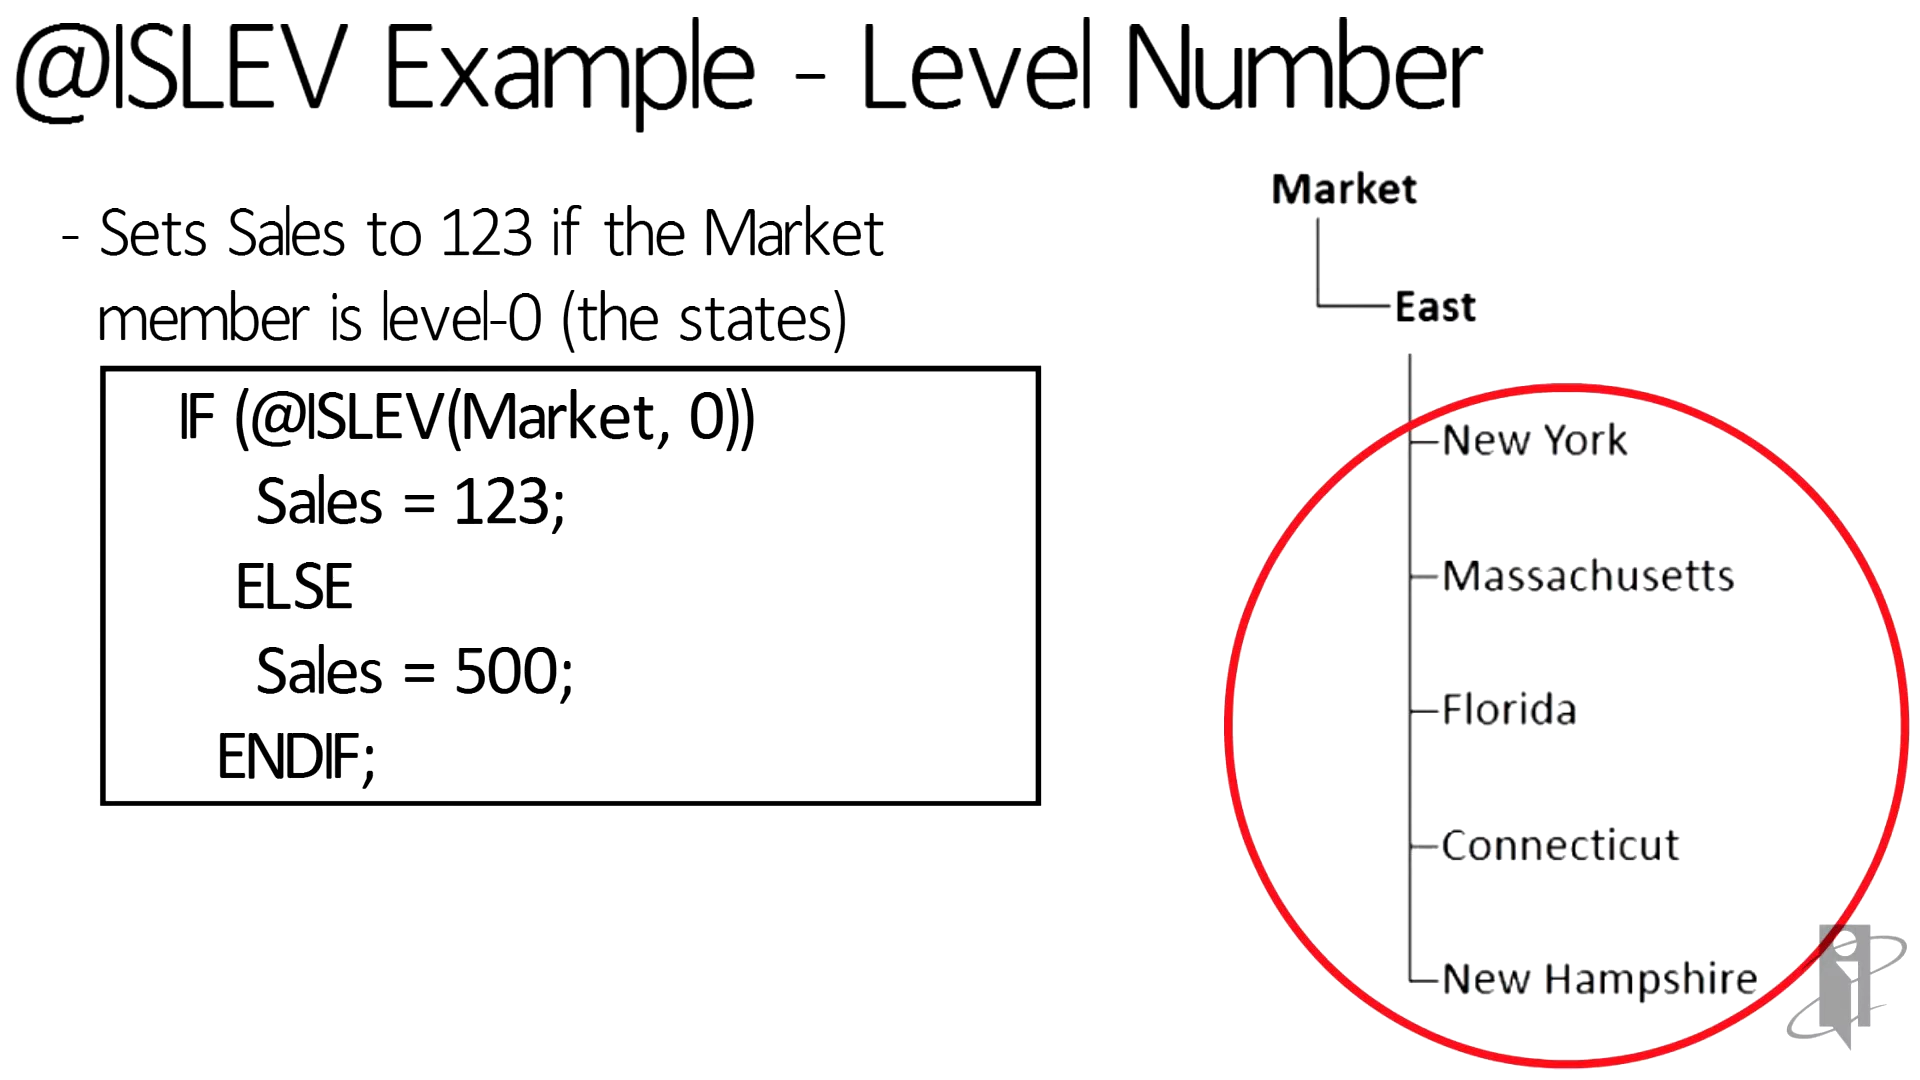 @ISLEV Example - Level Number
- Sets Sales to 123 if the Market
member is level-0 (the states)
IF (@ISLEV(Market, 0))
Sales = 123;
ELSE
Sales = 500;
ENDIF;
Market
East
New York
Massachusetts
Florida
Connecticut
New Hampshire